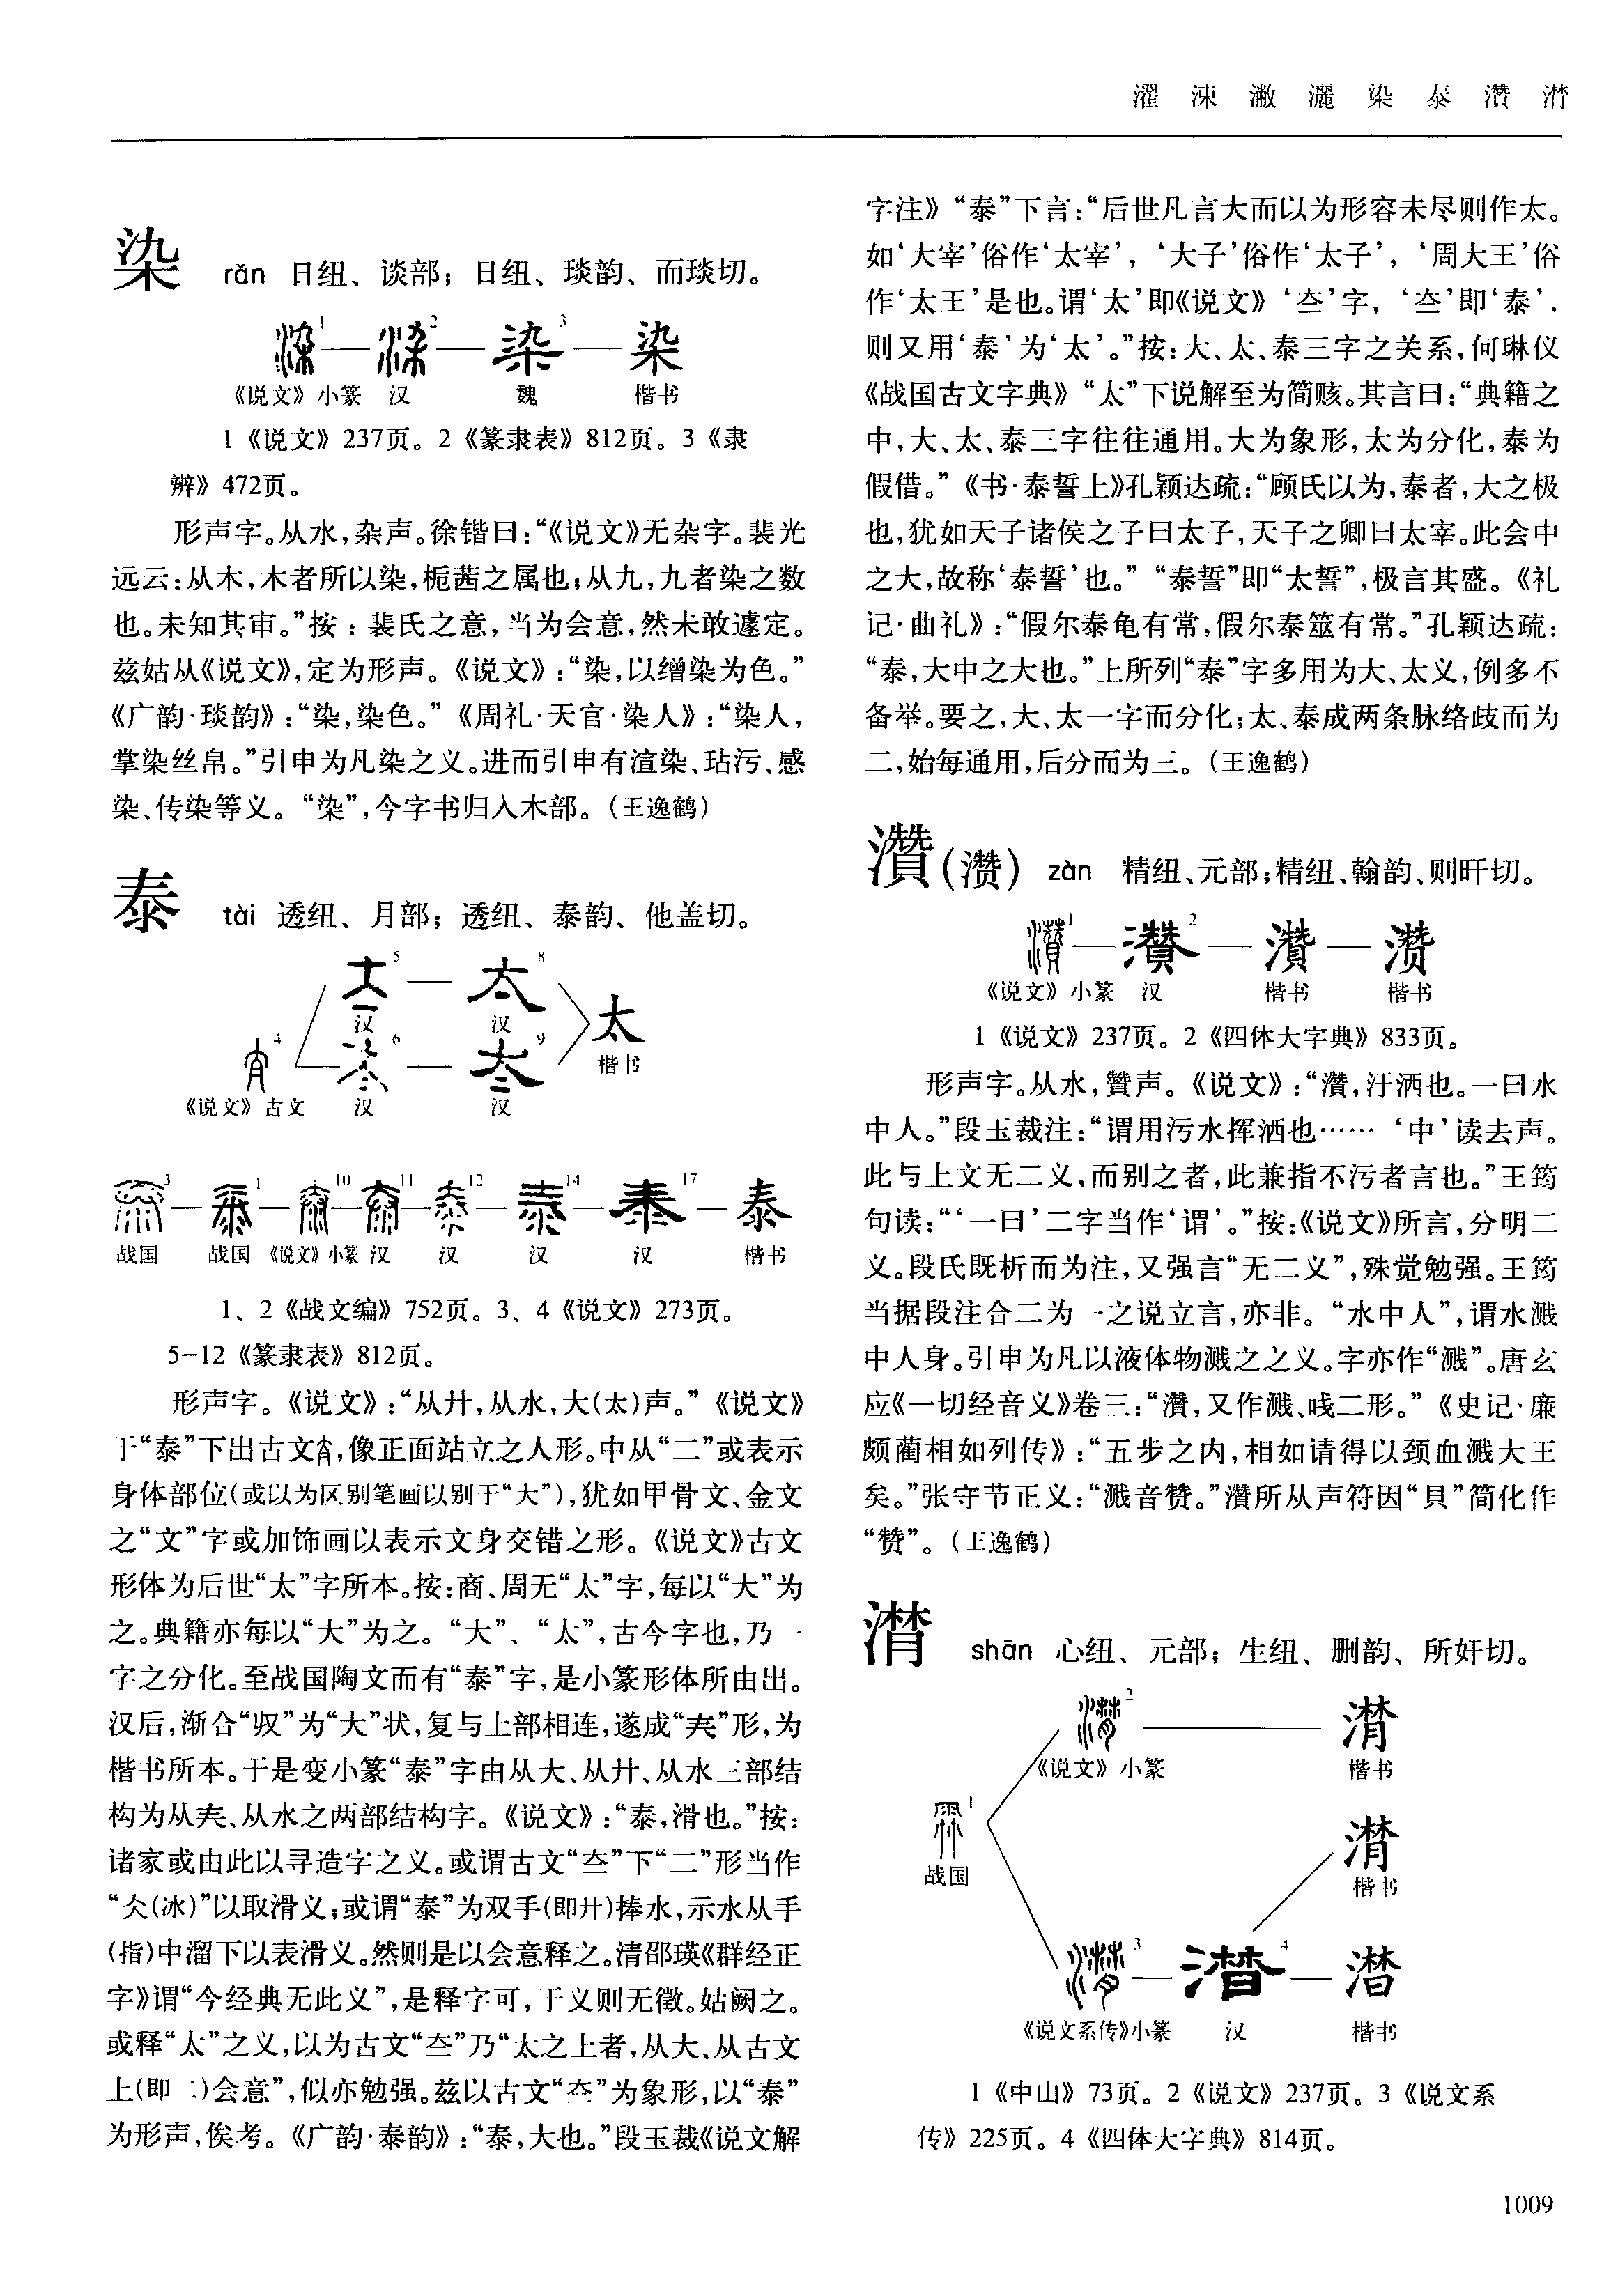 濯 涑 潎 灑 染 泰 灒 潸
染 rǎn 日纽、谈部；日纽、琰韵、而琰切。
1 2 3
染
《说文》小篆 汉 魏 楷书
1《说文》237页。2《篆隶表》812页。3《隶
辨》472页。
形声字。从水，杂声。徐锴曰：“《说文》无杂字。裴光
远云：从木，木者所以染，栀茜之属也；从九，九者染之数
也。未知其审。”按：裴氏之意，当为会意，然未敢遽定。
兹姑从《说文》，定为形声。《说文》：“染，以缯染为色。”
《广韵·琰韵》：“染，染色。”《周礼·天官·染人》：“染人，
掌染丝帛。”引申为凡染之义。进而引申有渲染、玷污、感
染、传染等义。“染”，今字书归入木部。（王逸鹤）
泰 tài 透纽、月部；透纽、泰韵、他盖切。
5 8
汉 汉 太
4 6 9 楷书
《说文》古文 汉 汉
3 1 10 11 12 14 17 泰
战国 战国 《说文》小篆 汉 汉 汉 汉 楷书
1、2《战文编》752页。3、4《说文》273页。
5-12《篆隶表》812页。
形声字。《说文》：“从廾，从水，大(太)声。”《说文》
于“泰”下出古文，像正面站立之人形。中从“二”或表示
身体部位(或以为区别笔画以别于“大”)，犹如甲骨文、金文
之“文”字或加饰画以表示文身交错之形。《说文》古文
形体为后世“太”字所本。按：商、周无“太”字，每以“大”为
之。典籍亦每以“大”为之。“大”、“太”，古今字也，乃一
字之分化。至战国陶文而有“泰”字，是小篆形体所由出。
汉后，渐合“収”为“大”状，复与上部相连，遂成“𡗗”形，为
楷书所本。于是变小篆“泰”字由从大、从廾、从水三部结
构为从𡗗、从水之两部结构字。《说文》：“泰，滑也。”按：
诸家或由此以寻造字之义。或谓古文“夳”下“二”形当作
“仌(冰)”以取滑义；或谓“泰”为双手(即廾)捧水，示水从手
(指)中溜下以表滑义。然则是以会意释之。清邵瑛《群经正
字》谓“今经典无此义”，是释字可，于义则无徵。姑阙之。
或释“太”之义，以为古文“夳”乃“太之上者，从大、从古文
上(即 二)会意”，似亦勉强。兹以古文“夳”为象形，以“泰”
为形声，俟考。《广韵·泰韵》：“泰，大也。”段玉裁《说文解
字注》“泰”下言：“后世凡言大而以为形容未尽则作太。
如‘大宰’俗作‘太宰’，‘大子’俗作‘太子’，‘周大王’俗
作‘太王’是也。谓‘太’即《说文》‘夳’字，‘夳’即‘泰’，
则又用‘泰’为‘太’。”按：大、太、泰三字之关系，何琳仪
《战国古文字典》“太”下说解至为简赅。其言曰：“典籍之
中，大、太、泰三字往往通用。大为象形，太为分化，泰为
假借。”《书·泰誓上》孔颖达疏：“顾氏以为，泰者，大之极
也，犹如天子诸侯之子曰太子，天子之卿曰太宰。此会中
之大，故称‘泰誓’也。”“泰誓”即“太誓”，极言其盛。《礼
记·曲礼》：“假尔泰龟有常，假尔泰筮有常。”孔颖达疏：
“泰，大中之大也。”上所列“泰”字多用为大、太义，例多不
备举。要之，大、太一字而分化；太、泰成两条脉络歧而为
二，始每通用，后分而为三。（王逸鹤）
灒(瓒) zàn 精纽、元部；精纽、翰韵、则旰切。
1 2
《说文》小篆 汉 楷书 楷书
1《说文》237页。2《四体大字典》833页。
形声字。从水，贊声。《说文》：“灒，汙洒也。一曰水
中人。”段玉裁注：“谓用污水挥洒也……‘中’读去声。
此与上文无二义，而别之者，此兼指不污者言也。”王筠
句读：“‘一曰’二字当作‘谓’。”按：《说文》所言，分明二
义。段氏既析而为注，又强言“无二义”，殊觉勉强。王筠
当据段注合二为一之说立言，亦非。“水中人”，谓水溅
中人身。引申为凡以液体物溅之之义。字亦作“溅”。唐玄
应《一切经音义》卷三：“灒，又作溅、㳨二形。”《史记·廉
颇蔺相如列传》：“五步之内，相如请得以颈血溅大王
矣。”张守节正义：“溅音赞。”灒所从声符因“貝”简化作
“赞”。（王逸鹤）
潸 shān 心纽、元部；生纽、删韵、所奸切。
2 潸
《说文》小篆 楷书
1 潸
战国 楷书
3 4
《说文系传》小篆 汉 楷书
1《中山》73页。2《说文》237页。3《说文系
传》225页。4《四体大字典》814页。
1009